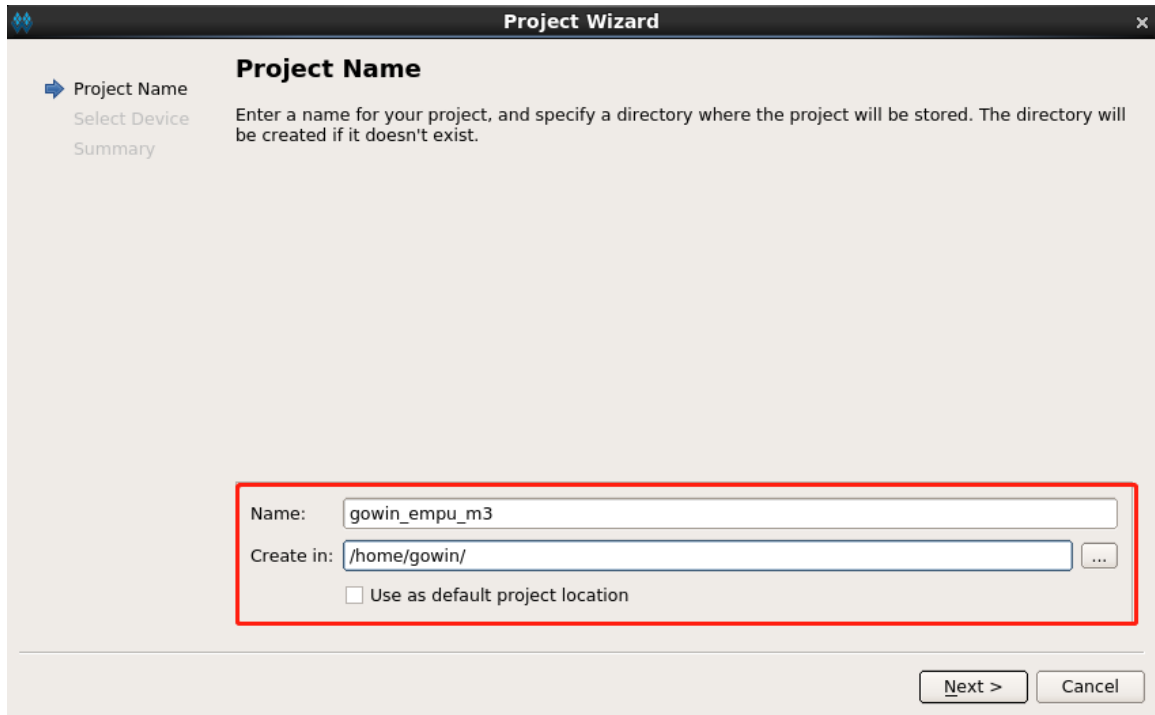 Project Wizard
Project Name
Select Device
Summary
Project Name
Enter a name for your project, and specify a directory where the project will be stored. The directory will
be created if it doesn't exist.
Name: gowin_empu_m3
Create in: /home/gowin/ ...
Use as default project location
Next > Cancel